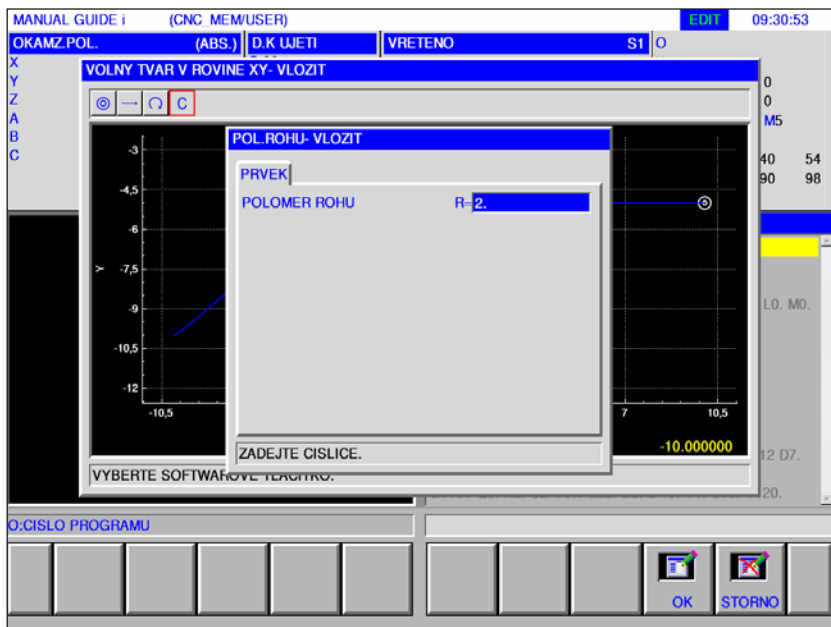 MANUAL GUIDE i (CNC_MEM/USER) EDIT 09:30:53
OKAMZ.POL. (ABS.) D.K UJETI VRETENO S1 O
X
Y 0
Z 0
A M5
B
C 40 54
90 98
VOLNY TVAR V ROVINE XY- VLOZIT
C
POL.ROHU- VLOZIT
PRVEK
POLOMER ROHU R=2.
-3
-4,5
-6
Y -7,5
-9
-10,5
-12
-10,5 7 10,5
-10.000000
L0. M0.
12 D7.
20.
ZADEJTE CISLICE.
VYBERTE SOFTWAROVE TLACITKO.
O:CISLO PROGRAMU
OK STORNO